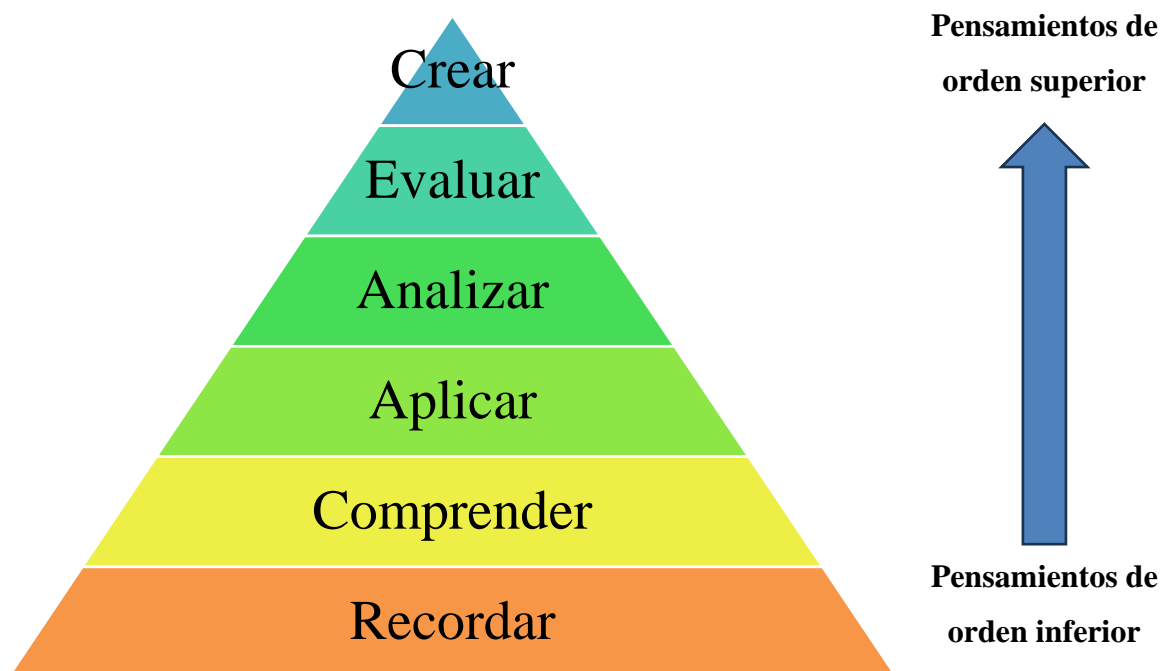 Crear
Evaluar
Analizar
Aplicar
Comprender
Recordar
Pensamientos de
orden superior
Pensamientos de
orden inferior